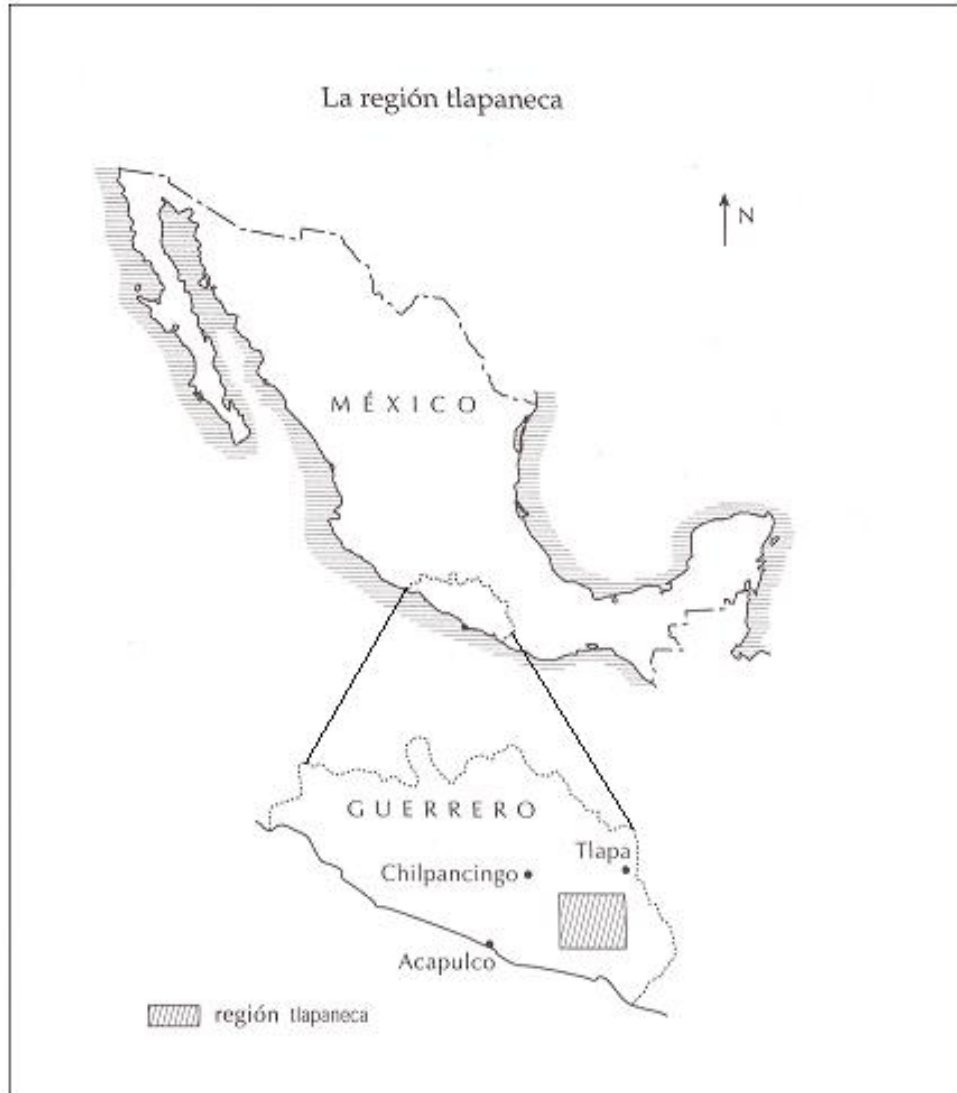 La región tlapaneca
N
MÉXICO
GUERRERO
Tlapa
Chilpancingo
Acapulco
región tlapaneca